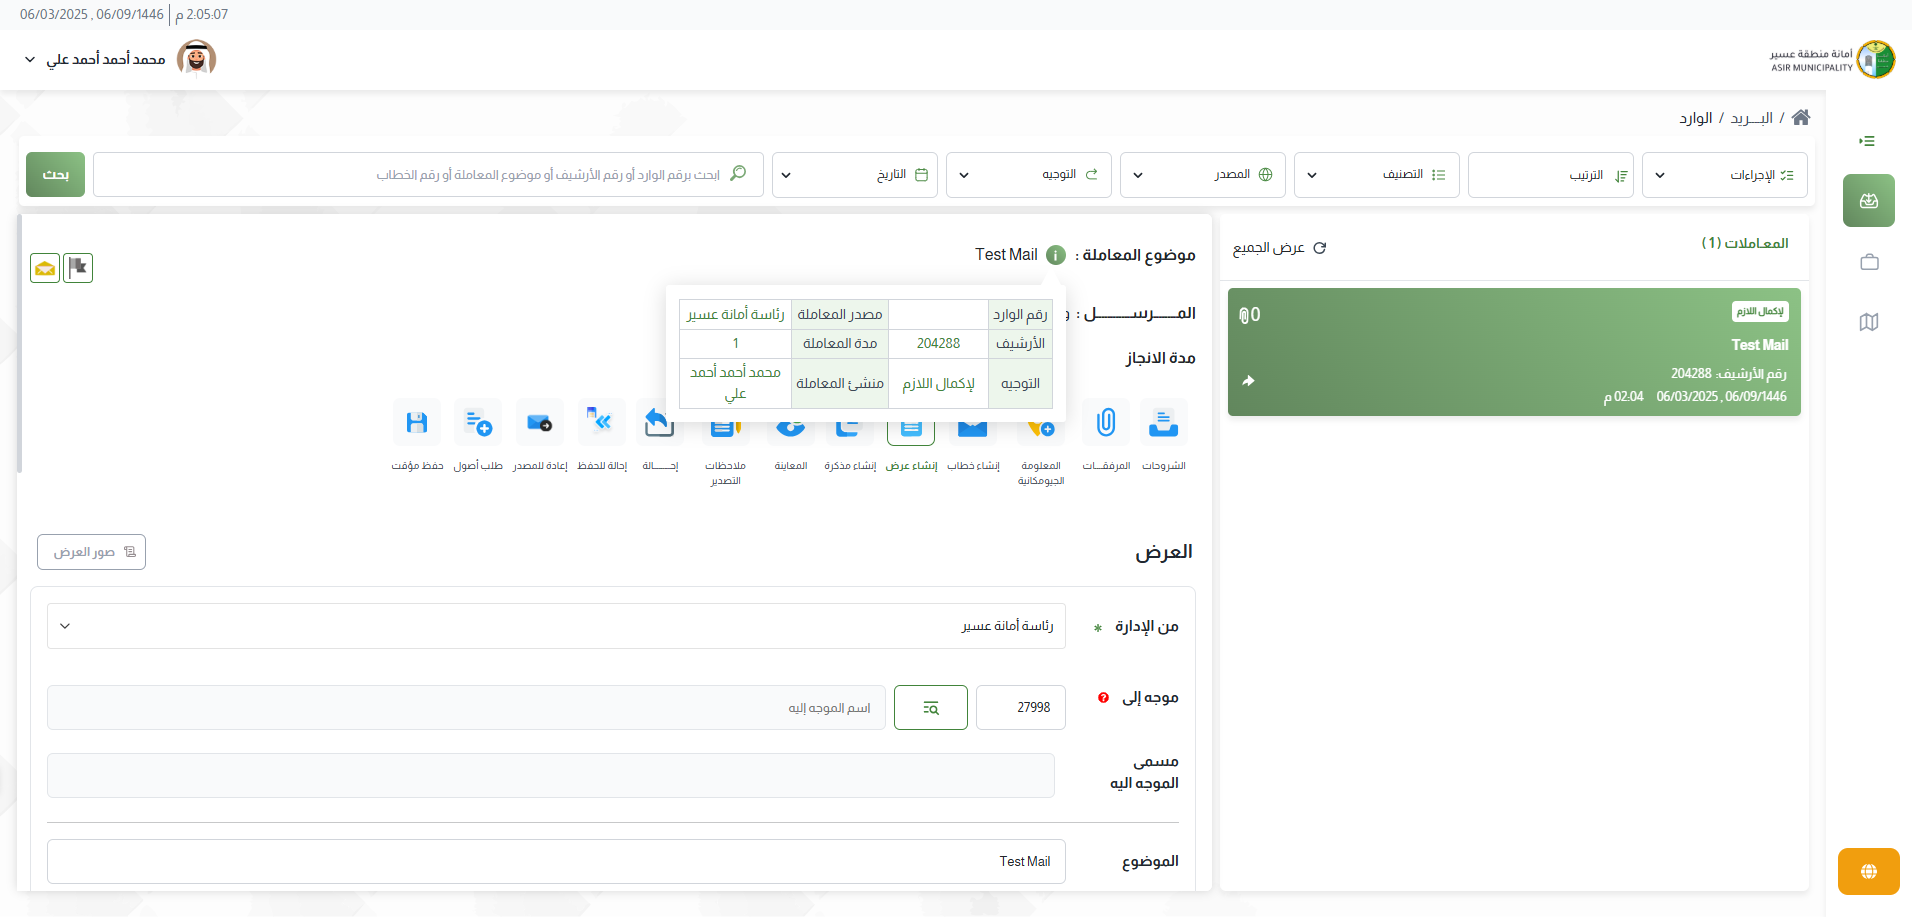 06/03/2025 , 06/09/1446 | 2:05:07 م
أمانة منطقة عسير
ASIR MUNICIPALITY
محمد أحمد أحمد علي
/ البــــريد / الوارد
الإجراءات
الترتيب
التصنيف
المصدر
التوجيه
التاريخ
ابحث برقم الوارد أو رقم الأرشيف أو موضوع المعاملة أو رقم الخطاب
بحث
المعـاملات ( 1 )
عرض الجميع
لإكمال اللازم
0
Test Mail
رقم الأرشيف: 204288
06/03/2025 , 06/09/1446 02:04 م
موضوع المعاملة : Test Mail
المـــــرســـــــــل : و
مدة الانجاز
رقم الوارد مصدر المعاملة رئاسة أمانة عسير
الأرشيف 204288 مدة المعاملة 1
التوجيه لإكمال اللازم منشئ المعاملة محمد أحمد أحمد علي
الشروحات
المرفقــــات
المعلومة الجيومكانية
إنشاء خطاب
إنشاء عرض
إنشاء مذكرة
المعاينة
ملاحظات التصدير
إحـــــــالة
إحالة للحفظ
إعادة للمصدر
طلب أصول
حفظ مؤقت
العرض
صور العرض
من الإدارة *
رئاسة أمانة عسير
موجه إلى
27998
اسم الموجه إليه
مسمى
الموجه اليه
الموضوع
Test Mail